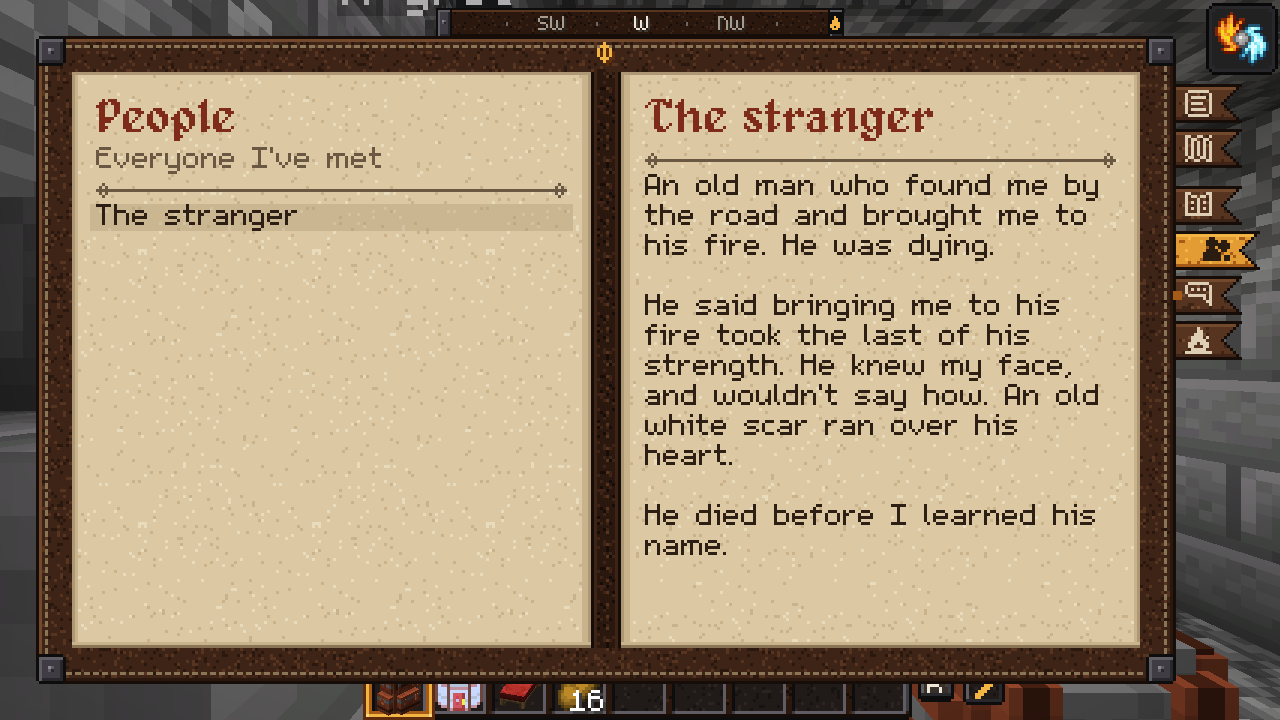 SW W NW
People
Everyone I've met
The stranger
The stranger
An old man who found me by
the road and brought me to
his fire. He was dying.
He said bringing me to his
fire took the last of his
strength. He knew my face,
and wouldn't say how. An old
white scar ran over his
heart.
He died before I learned his
name.
16